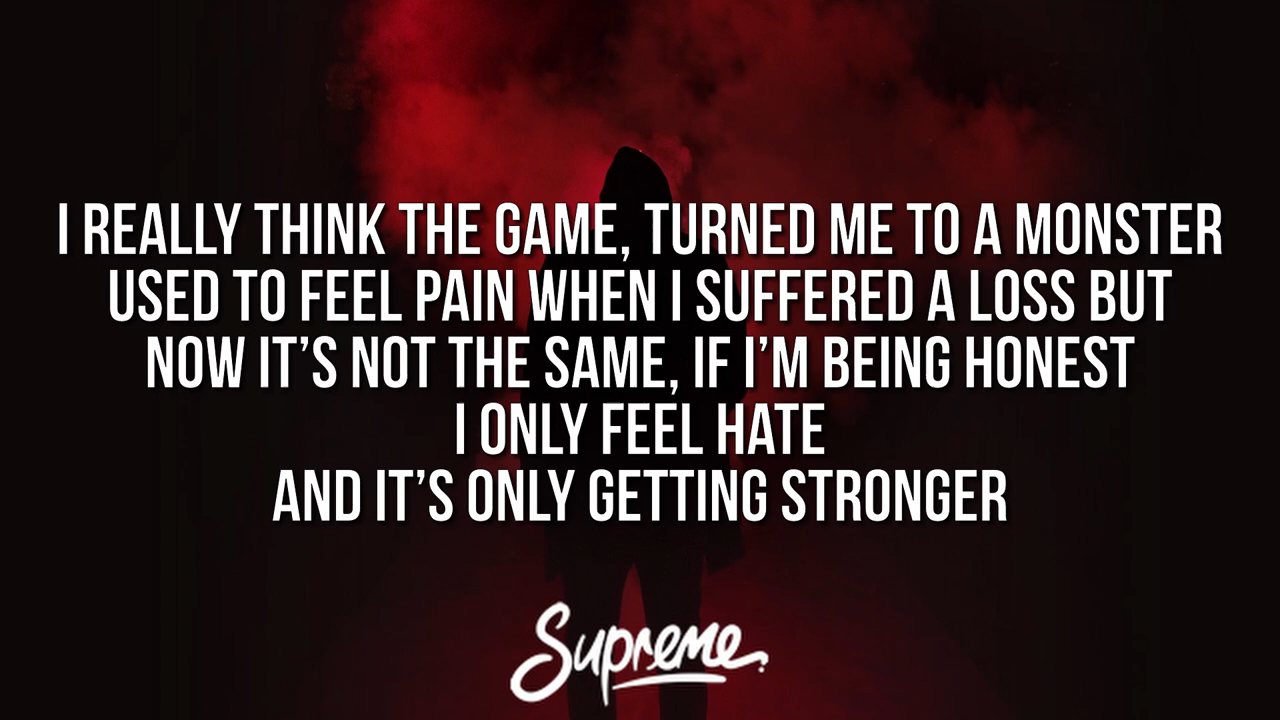 I REALLY THINK THE GAME, TURNED ME TO A MONSTER
USED TO FEEL PAIN WHEN I SUFFERED A LOSS BUT
NOW IT’S NOT THE SAME, IF I’M BEING HONEST
I ONLY FEEL HATE
AND IT’S ONLY GETTING STRONGER
Supreme